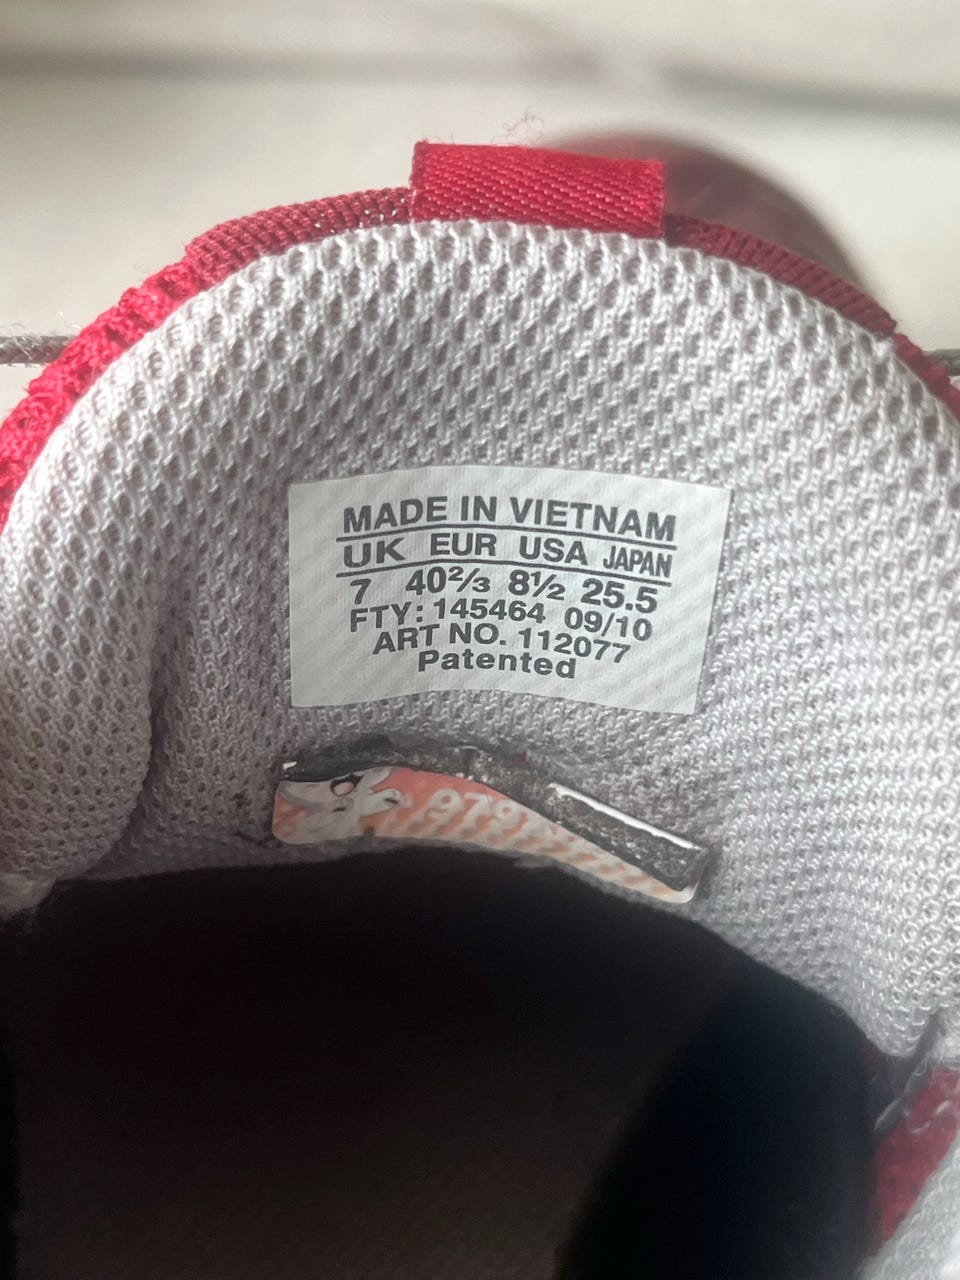 MADE IN VIETNAM
UK EUR USA JAPAN
7 40⅔ 8½ 25.5
FTY: 145464 09/10
ART NO. 112077
Patented